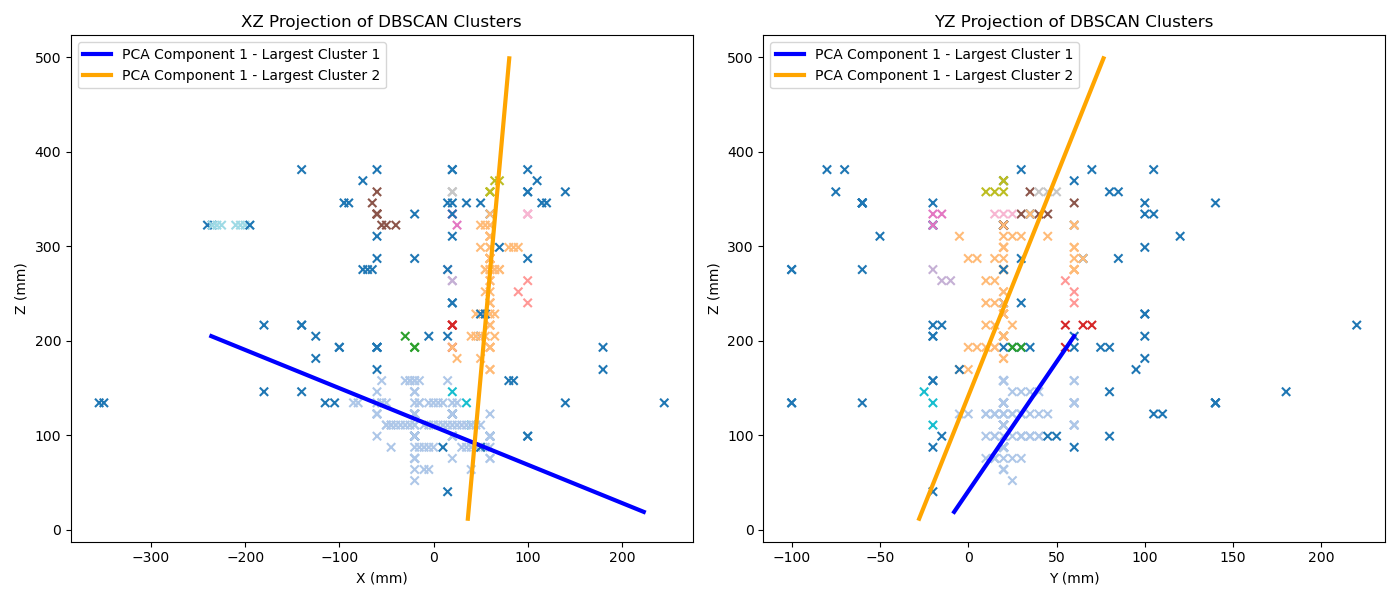 XZ Projection of DBSCAN Clusters
PCA Component 1 - Largest Cluster 1
PCA Component 1 - Largest Cluster 2
500
400
300
200
100
0
Z (mm)
−300
−200
−100
0
100
200
X (mm)
YZ Projection of DBSCAN Clusters
PCA Component 1 - Largest Cluster 1
PCA Component 1 - Largest Cluster 2
500
400
300
200
100
0
Z (mm)
−100
−50
0
50
100
150
200
Y (mm)